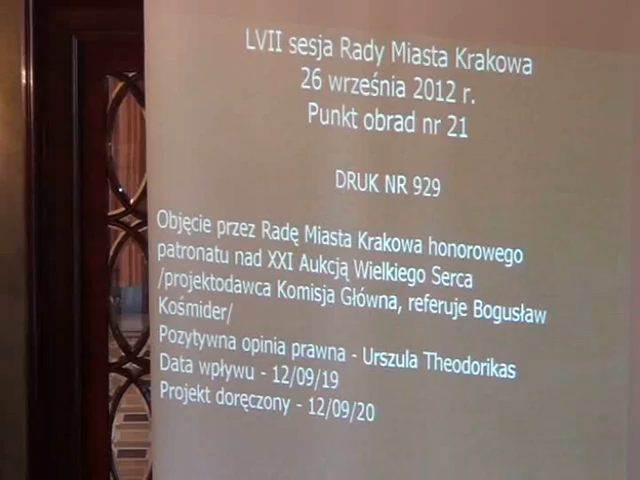 LVII sesja Rady Miasta Krakowa
26 września 2012 r.
Punkt obrad nr 21
DRUK NR 929
Objęcie przez Radę Miasta Krakowa honorowego
patronatu nad XXI Aukcją Wielkiego Serca
/projektodawca Komisja Główna, referuje Bogusław
Kośmider/
Pozytywna opinia prawna - Urszula Theodorikas
Data wpływu - 12/09/19
Projekt doręczony - 12/09/20